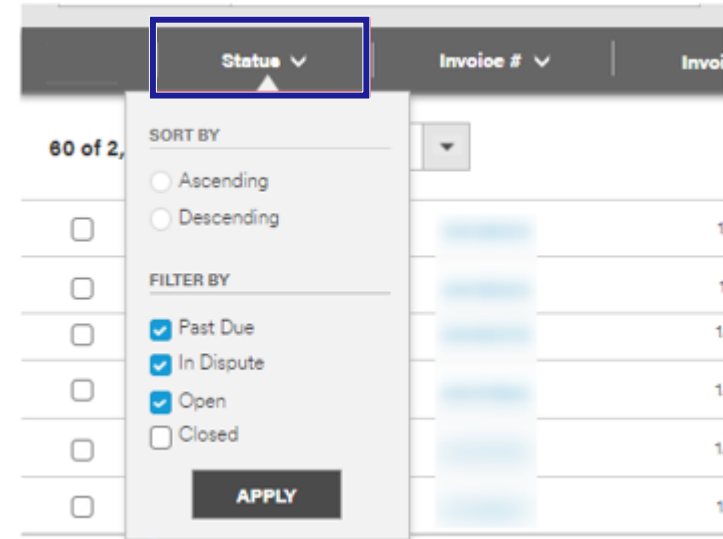 Status Invoice # Invoi
60 of 2,
SORT BY
Ascending
Descending
FILTER BY
Past Due
In Dispute
Open
Closed
APPLY